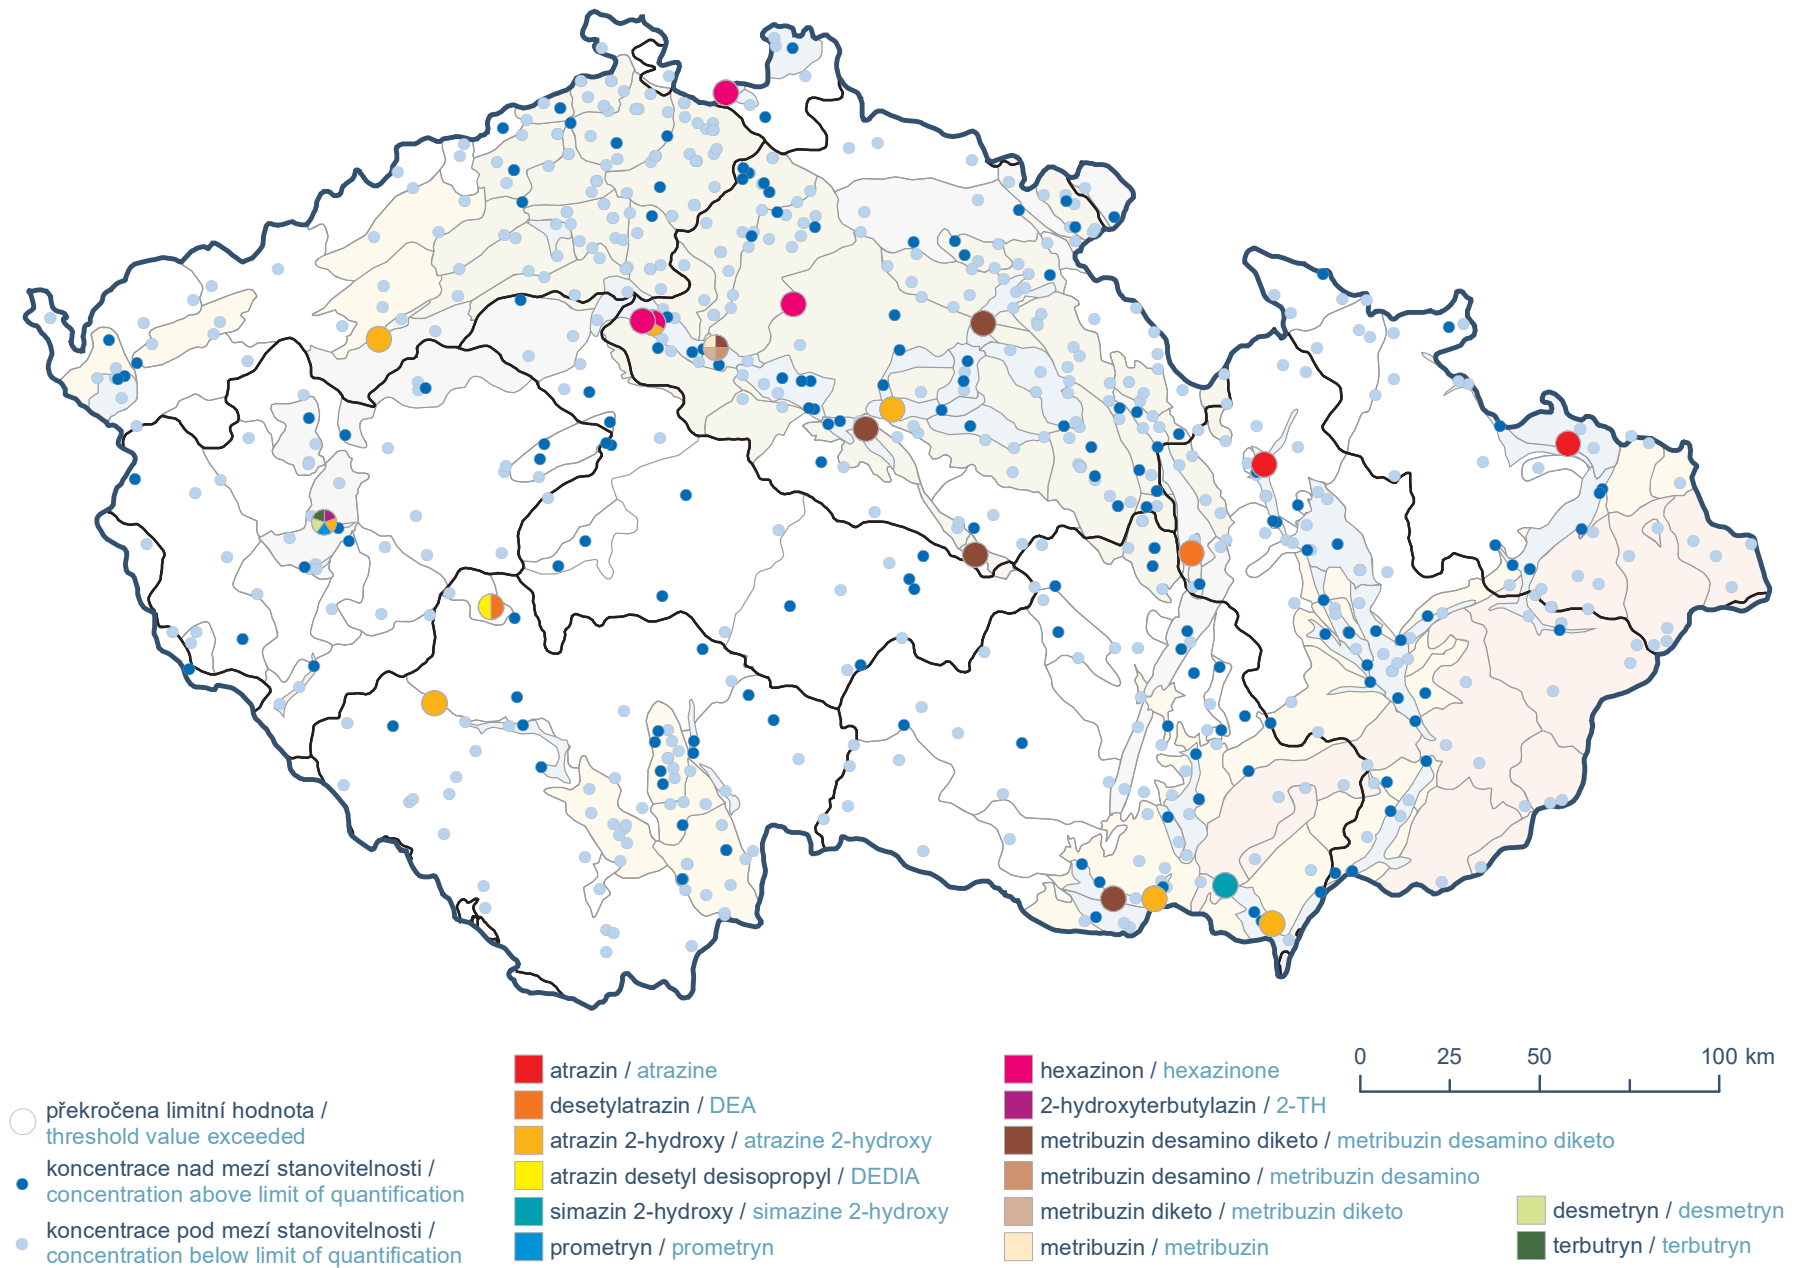 0 25 50 100 km
překročena limitní hodnota /
threshold value exceeded
koncentrace nad mezí stanovitelnosti /
concentration above limit of quantification
koncentrace pod mezí stanovitelnosti /
concentration below limit of quantification
atrazin / atrazine
desetylatrazin / DEA
atrazin 2-hydroxy / atrazine 2-hydroxy
atrazin desetyl desisopropyl / DEDIA
simazin 2-hydroxy / simazine 2-hydroxy
prometryn / prometryn
hexazinon / hexazinone
2-hydroxyterbutylazin / 2-TH
metribuzin desamino diketo / metribuzin desamino diketo
metribuzin desamino / metribuzin desamino
metribuzin diketo / metribuzin diketo
metribuzin / metribuzin
desmetryn / desmetryn
terbutryn / terbutryn